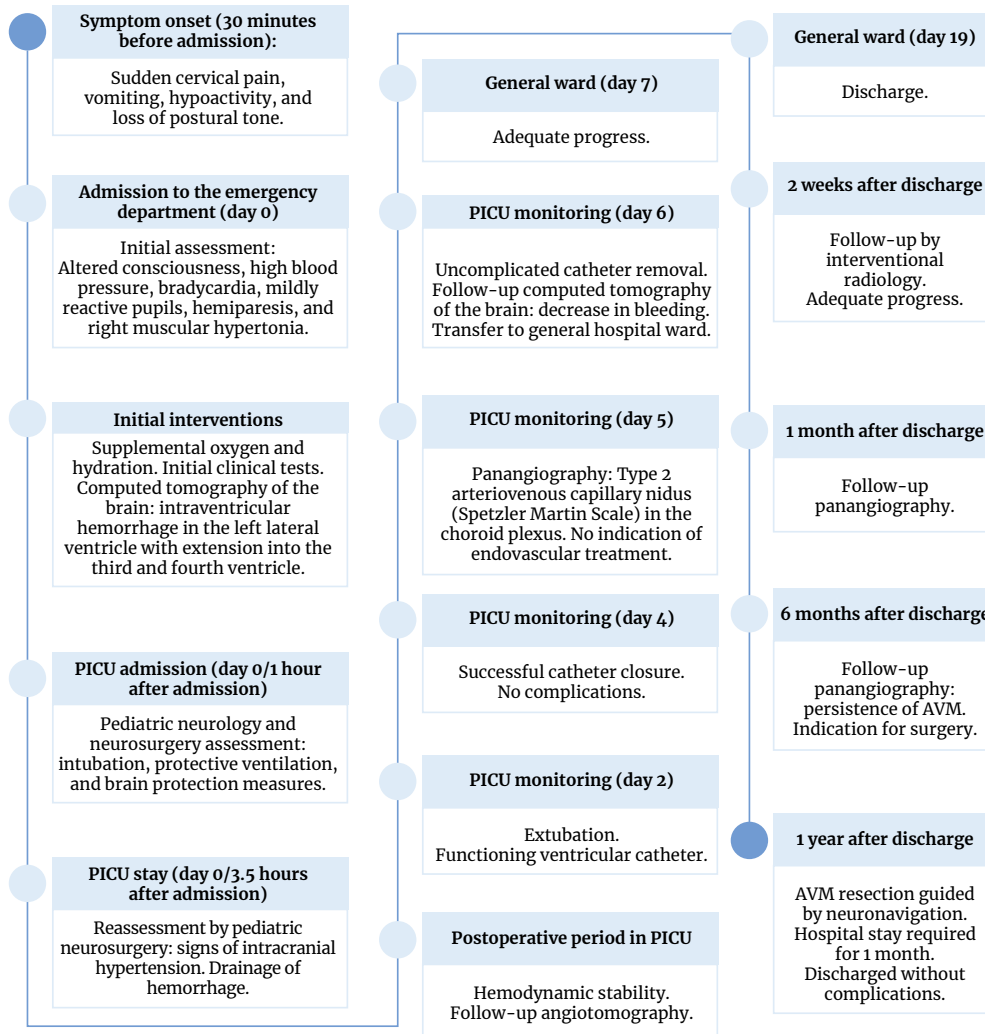 Symptom onset (30 minutes
before admission):
Sudden cervical pain,
vomiting, hypoactivity, and
loss of postural tone.
Admission to the emergency
department (day 0)
Initial assessment:
Altered consciousness, high blood
pressure, bradycardia, mildly
reactive pupils, hemiparesis, and
right muscular hypertonia.
Initial interventions
Supplemental oxygen and
hydration. Initial clinical tests.
Computed tomography of the
brain: intraventricular
hemorrhage in the left lateral
ventricle with extension into the
third and fourth ventricle.
PICU admission (day 0/1 hour
after admission)
Pediatric neurology and
neurosurgery assessment:
intubation, protective ventilation,
and brain protection measures.
PICU stay (day 0/3.5 hours
after admission)
Reassessment by pediatric
neurosurgery: signs of intracranial
hypertension. Drainage of
hemorrhage.
Postoperative period in PICU
Hemodynamic stability.
Follow-up angiotomography.
PICU monitoring (day 2)
Extubation.
Functioning ventricular catheter.
PICU monitoring (day 4)
Successful catheter closure.
No complications.
PICU monitoring (day 5)
Panangiography: Type 2
arteriovenous capillary nidus
(Spetzler Martin Scale) in the
choroid plexus. No indication of
endovascular treatment.
PICU monitoring (day 6)
Uncomplicated catheter removal.
Follow-up computed tomography
of the brain: decrease in bleeding.
Transfer to general hospital ward.
General ward (day 7)
Adequate progress.
General ward (day 19)
Discharge.
2 weeks after discharge
Follow-up by
interventional
radiology.
Adequate progress.
1 month after discharge
Follow-up
panangiography.
6 months after discharge
Follow-up
panangiography:
persistence of AVM.
Indication for surgery.
1 year after discharge
AVM resection guided
by neuronavigation.
Hospital stay required
for 1 month.
Discharged without
complications.